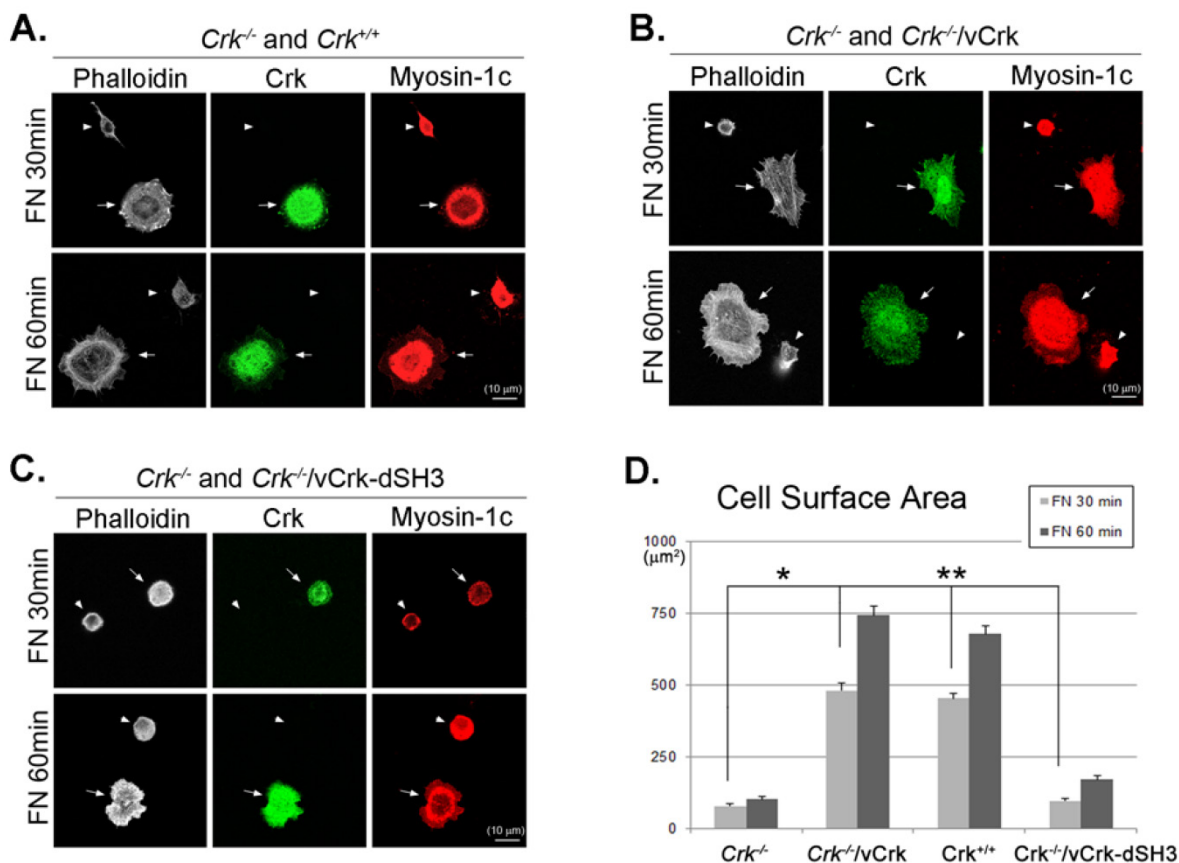 A.
Crk-/- and Crk+/+
Phalloidin Crk Myosin-1c
FN 30min
FN 60min
(10 µm)
B.
Crk-/- and Crk-/-/vCrk
Phalloidin Crk Myosin-1c
FN 30min
FN 60min
(10 µm)
C.
Crk-/- and Crk-/-/vCrk-dSH3
Phalloidin Crk Myosin-1c
FN 30min
FN 60min
(10 µm)
D.
Cell Surface Area
FN 30 min
FN 60 min
1000
(µm²)
* **
750
500
250
0
Crk-/- Crk-/-/vCrk Crk+/+ Crk-/-/vCrk-dSH3